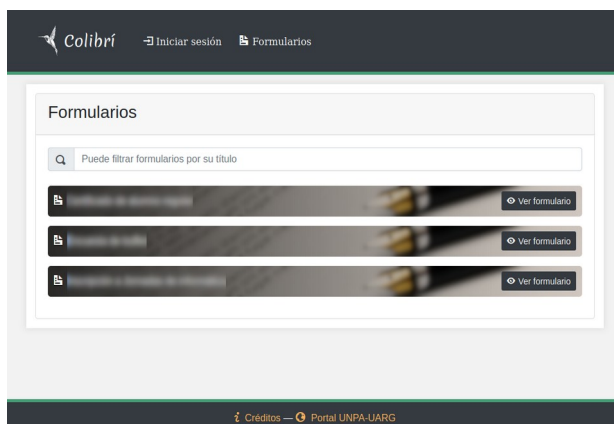 Colibrí Iniciar sesión Formularios
Formularios
Puede filtrar formularios por su título
Ver formulario
Ver formulario
Ver formulario
Créditos — Portal UNPA-UARG